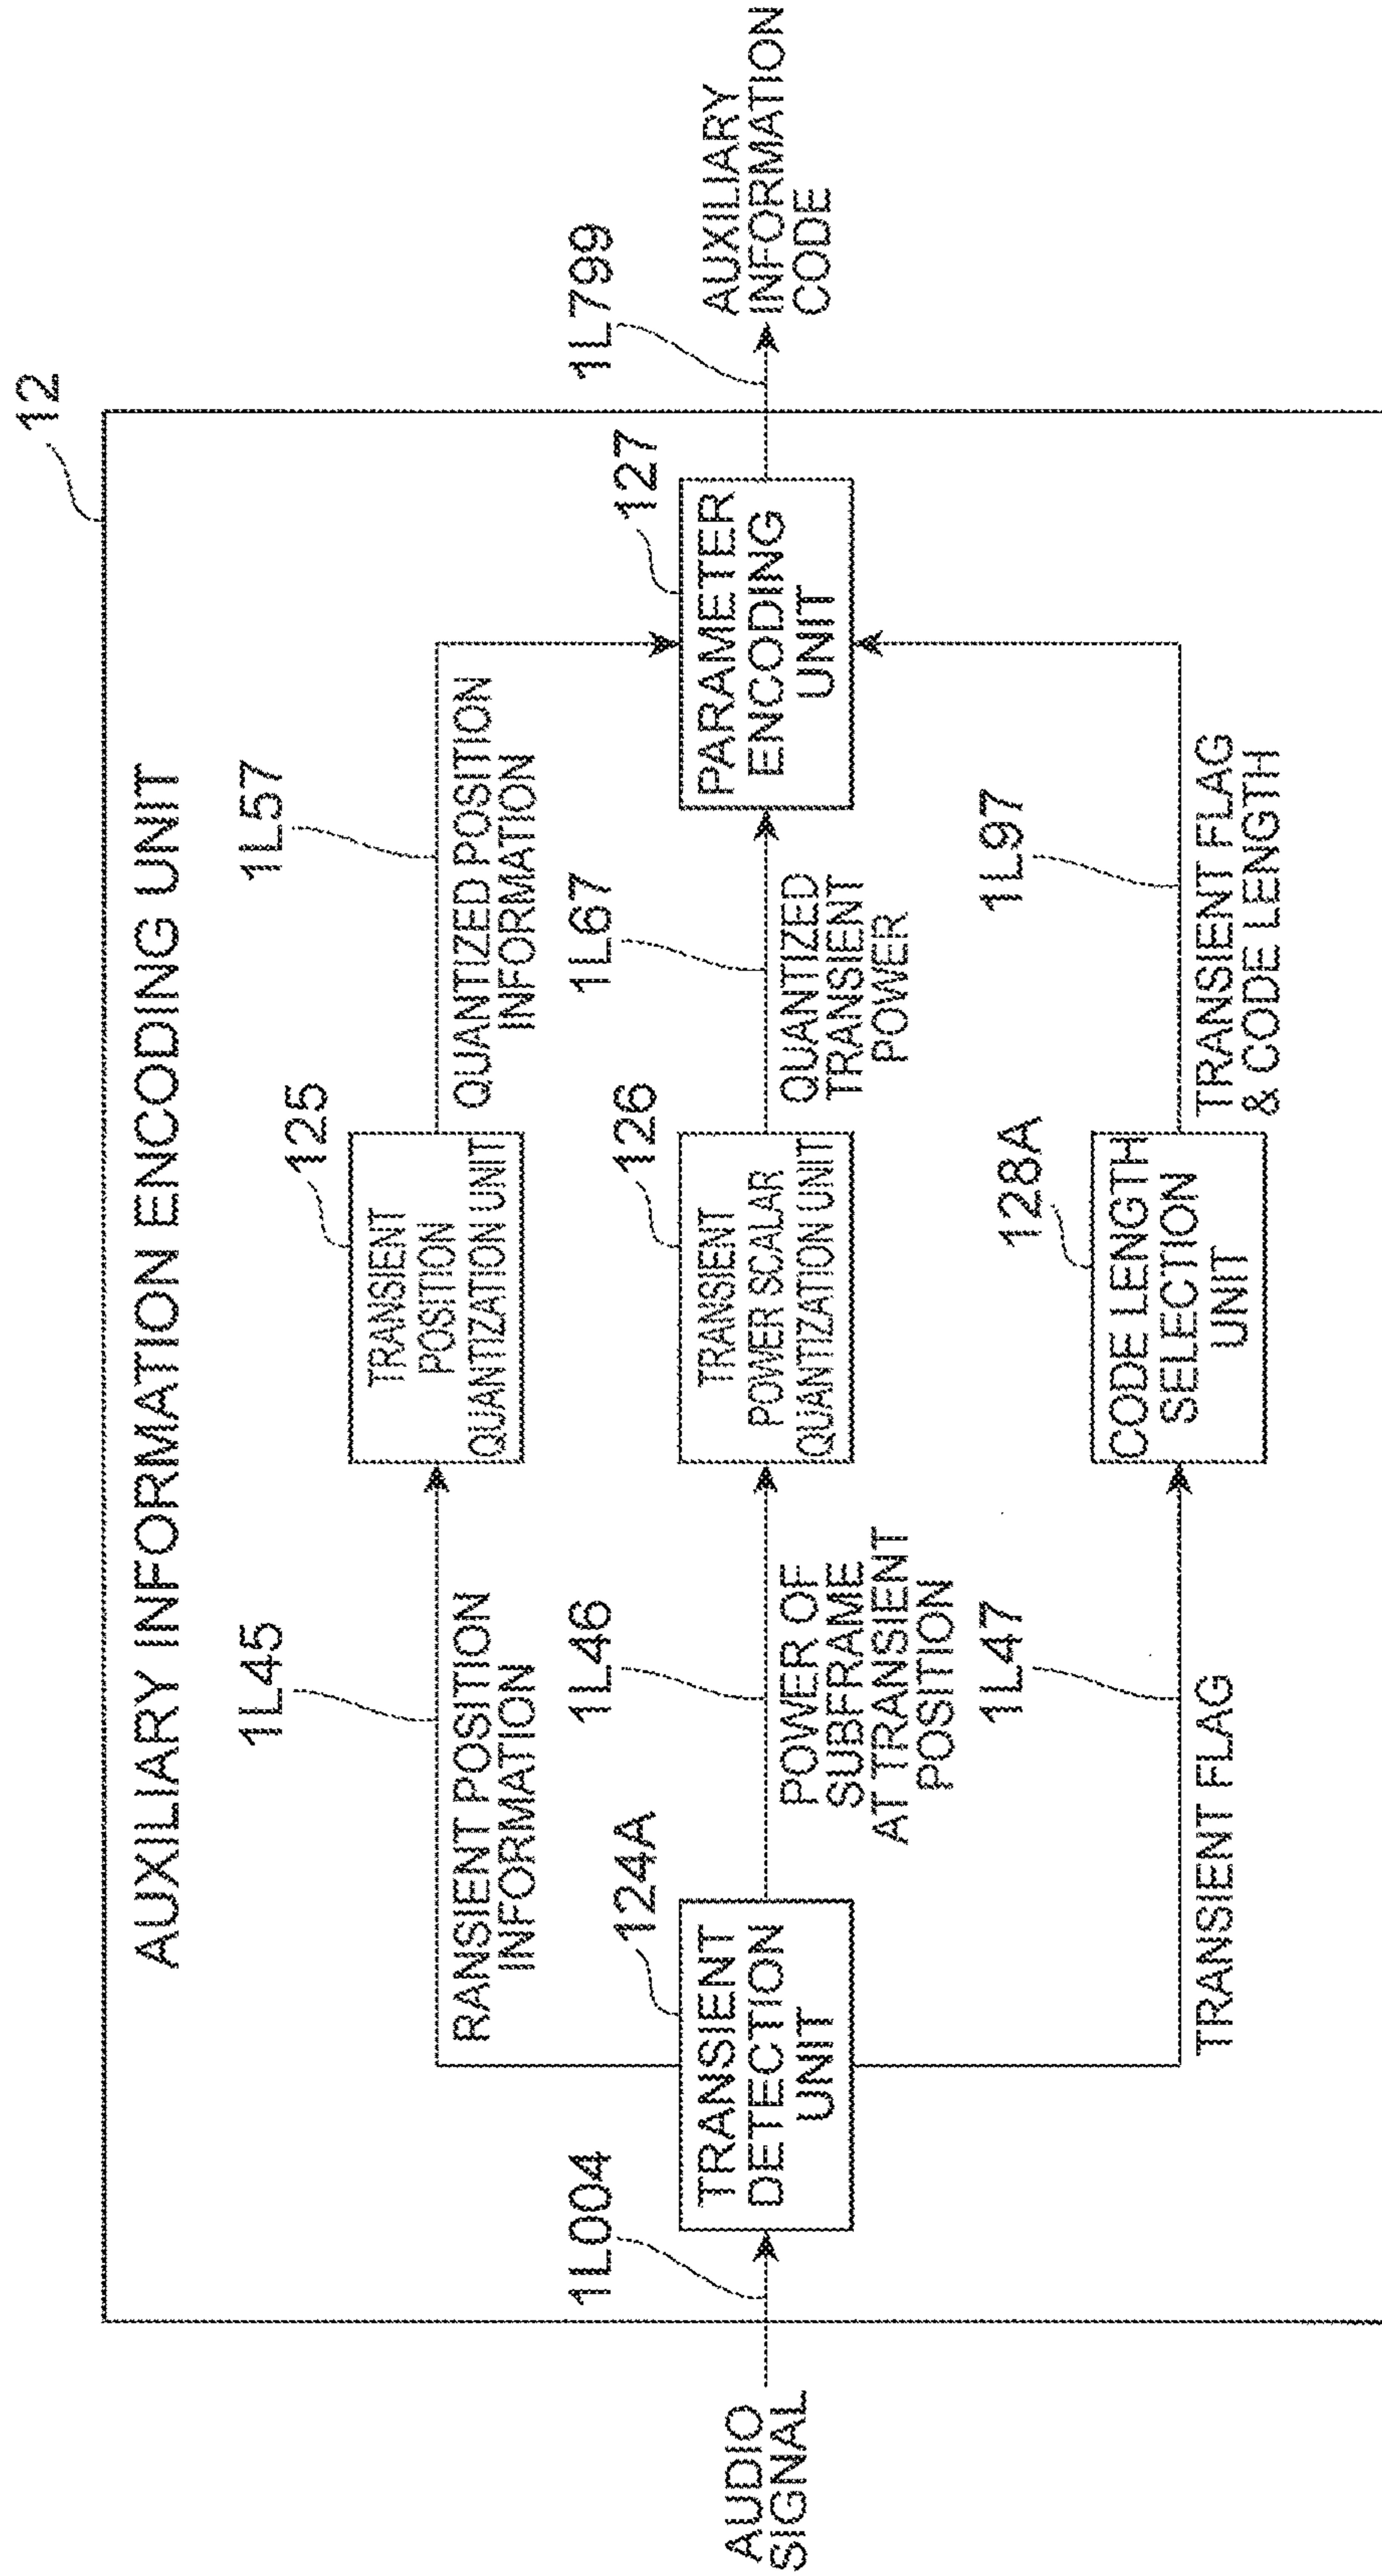 12
AUXILIARY INFORMATION ENCODING UNIT
1L45
RANSIENT POSITION
INFORMATION
125
TRANSIENT
POSITION
QUANTIZATION UNIT
1L57
QUANTIZED POSITION
INFORMATION
AUDIO
SIGNAL
1L004
124A
TRANSIENT
DETECTION
UNIT
1L46
POWER OF
SUBFRAME
AT TRANSIENT
POSITION
126
TRANSIENT
POWER SCALAR
QUANTIZATION UNIT
1L67
QUANTIZED
TRANSIENT
POWER
127
PARAMETER
ENCODING
UNIT
1L799
AUXILIARY
INFORMATION
CODE
1L47
TRANSIENT FLAG
128A
CODE LENGTH
SELECTION
UNIT
1L97
TRANSIENT FLAG
& CODE LENGTH